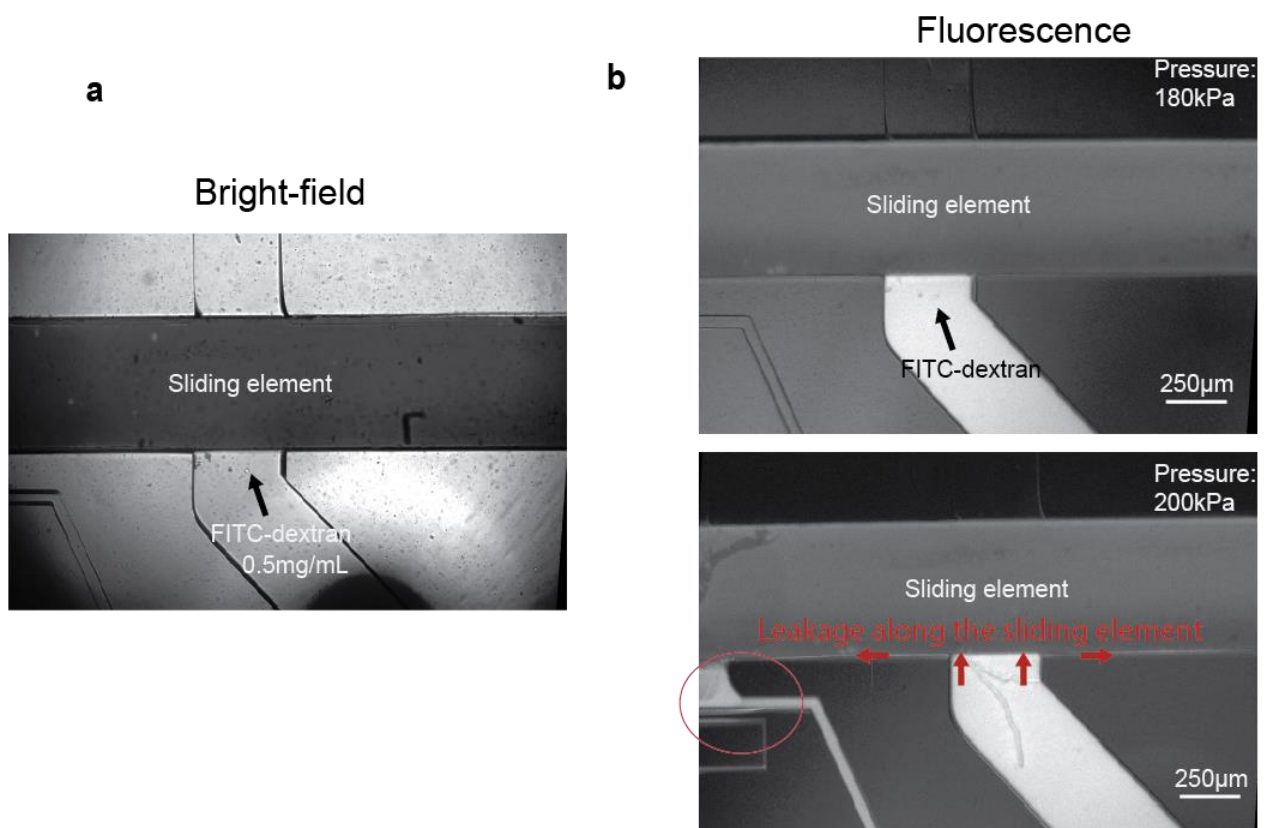 a
Bright-field
Sliding element
FITC-dextran
0.5mg/mL
b
Fluorescence
Pressure:
180kPa
Sliding element
FITC-dextran
250µm
Pressure:
200kPa
Sliding element
Leakage along the sliding element
250µm